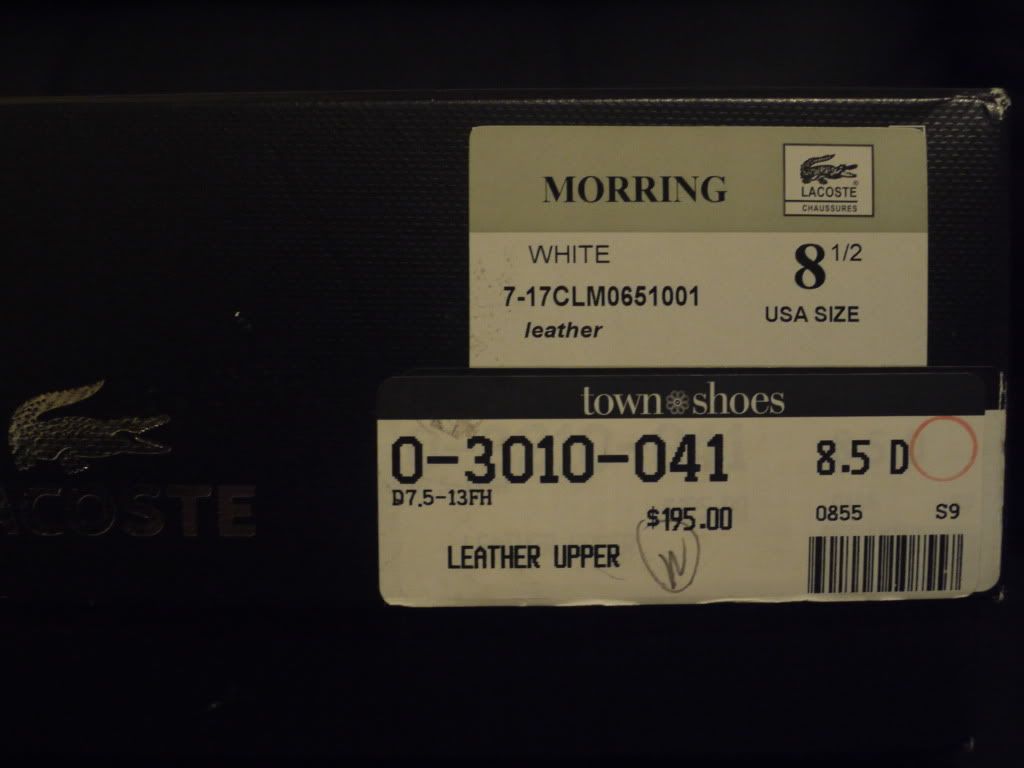 MORRING
LACOSTE
CHAUSSURES
WHITE
8 1/2
7-17CLM0651001
USA SIZE
leather
town shoes
0-3010-041
8.5 D
D7.5-13FH
$195.00
0855
S9
LEATHER UPPER
N
LACOSTE